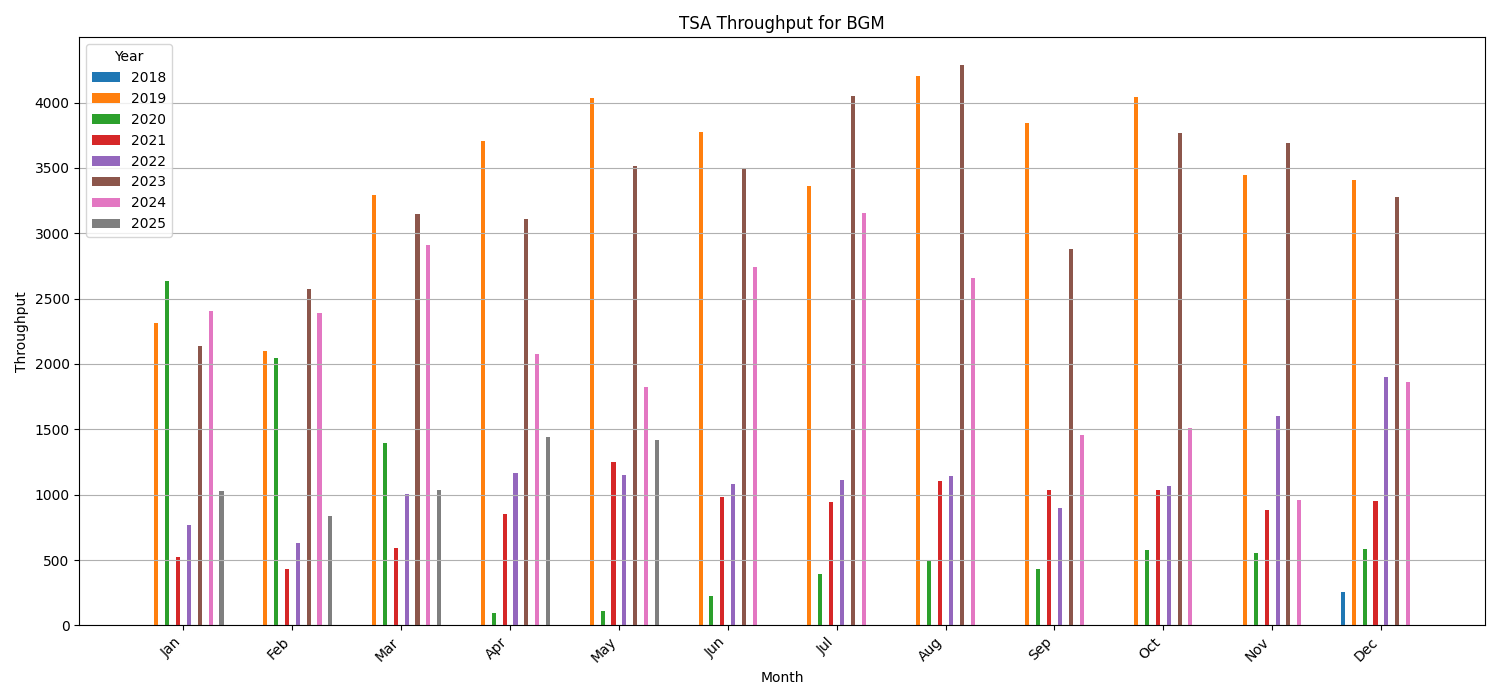 TSA Throughput for BGM
Year
2018
2019
2020
2021
2022
2023
2024
2025
Throughput
4000
3500
3000
2500
2000
1500
1000
500
0
Jan
Feb
Mar
Apr
May
Jun
Jul
Aug
Sep
Oct
Nov
Dec
Month